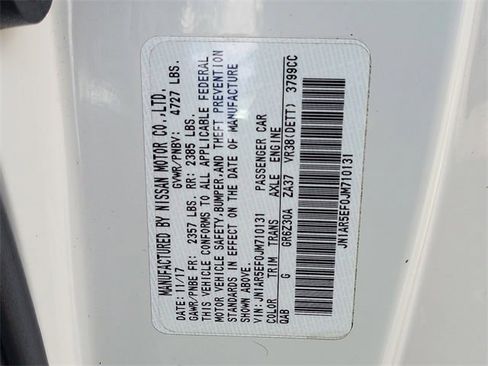 MANUFACTURED BY NISSAN MOTOR CO.,LTD.
DATE: 11/17 GVWR/PNBV: 4727 LBS.
GAWR/PNBE FR: 2357 LBS. RR: 2385 LBS.
THIS VEHICLE CONFORMS TO ALL APPLICABLE FEDERAL
MOTOR VEHICLE SAFETY,BUMPER,AND THEFT PREVENTION
STANDARDS IN EFFECT ON THE DATE OF MANUFACTURE
SHOWN ABOVE.
VIN: JN1AR5EF0JM710131 PASSENGER CAR
COLOR TRIM TRANS AXLE ENGINE
QAB G GR6Z30A ZA37 VR38(DETT) 3799CC
JN1AR5EF0JM710131